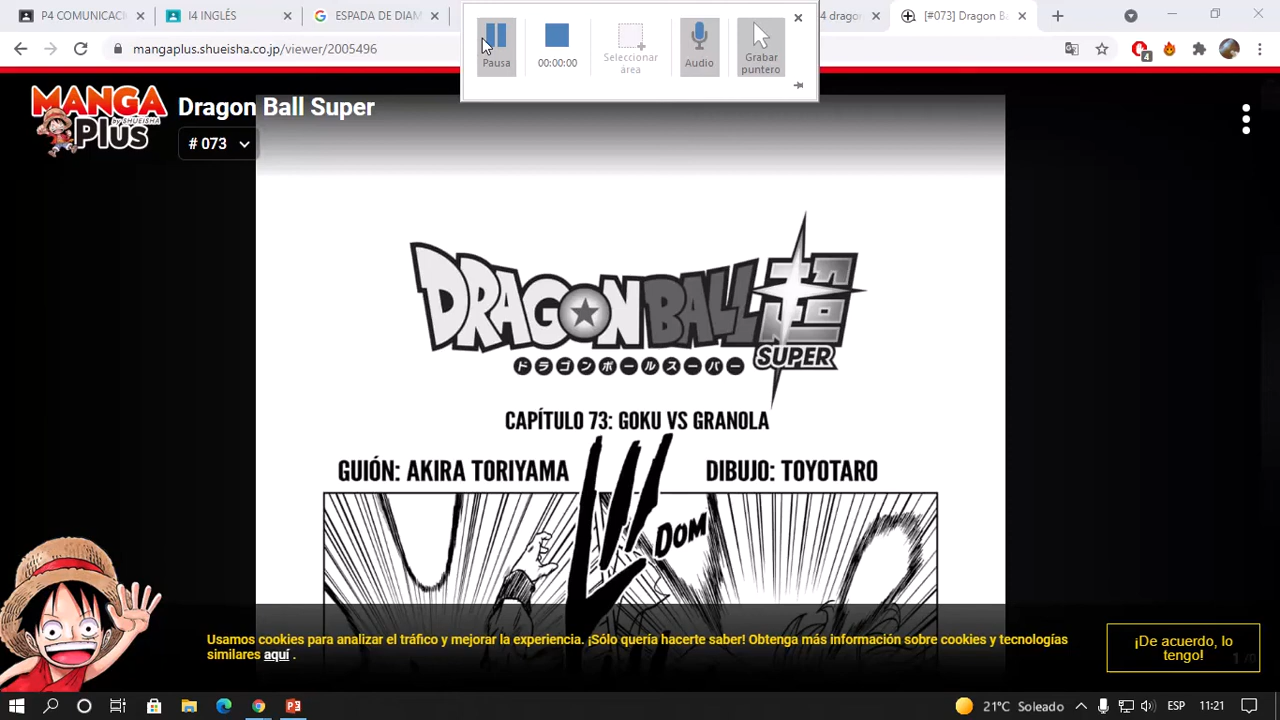 P4 COMUNICACI
I4 INGLÉS
ESPADA DE DIAM
4 dragon
[#073] Dragon Ba
mangaplus.shueisha.co.jp/viewer/2005496
Pausa
00:00:00
Seleccionar
área
Audio
Grabar
puntero
MANGA
Plus
by SHUEISHA
Dragon Ball Super
# 073
DRAGON BALL 超
SUPER
ドラゴンボールスーパー
CAPÍTULO 73: GOKU VS GRANOLA
GUIÓN: AKIRA TORIYAMA
DIBUJO: TOYOTARO
DOM
Usamos cookies para analizar el tráfico y mejorar la experiencia. ¡Sólo quería hacerte saber! Obtenga más información sobre cookies y tecnologías
similares aquí .
¡De acuerdo, lo
tengo!
21°C Soleado
ESP
11:21